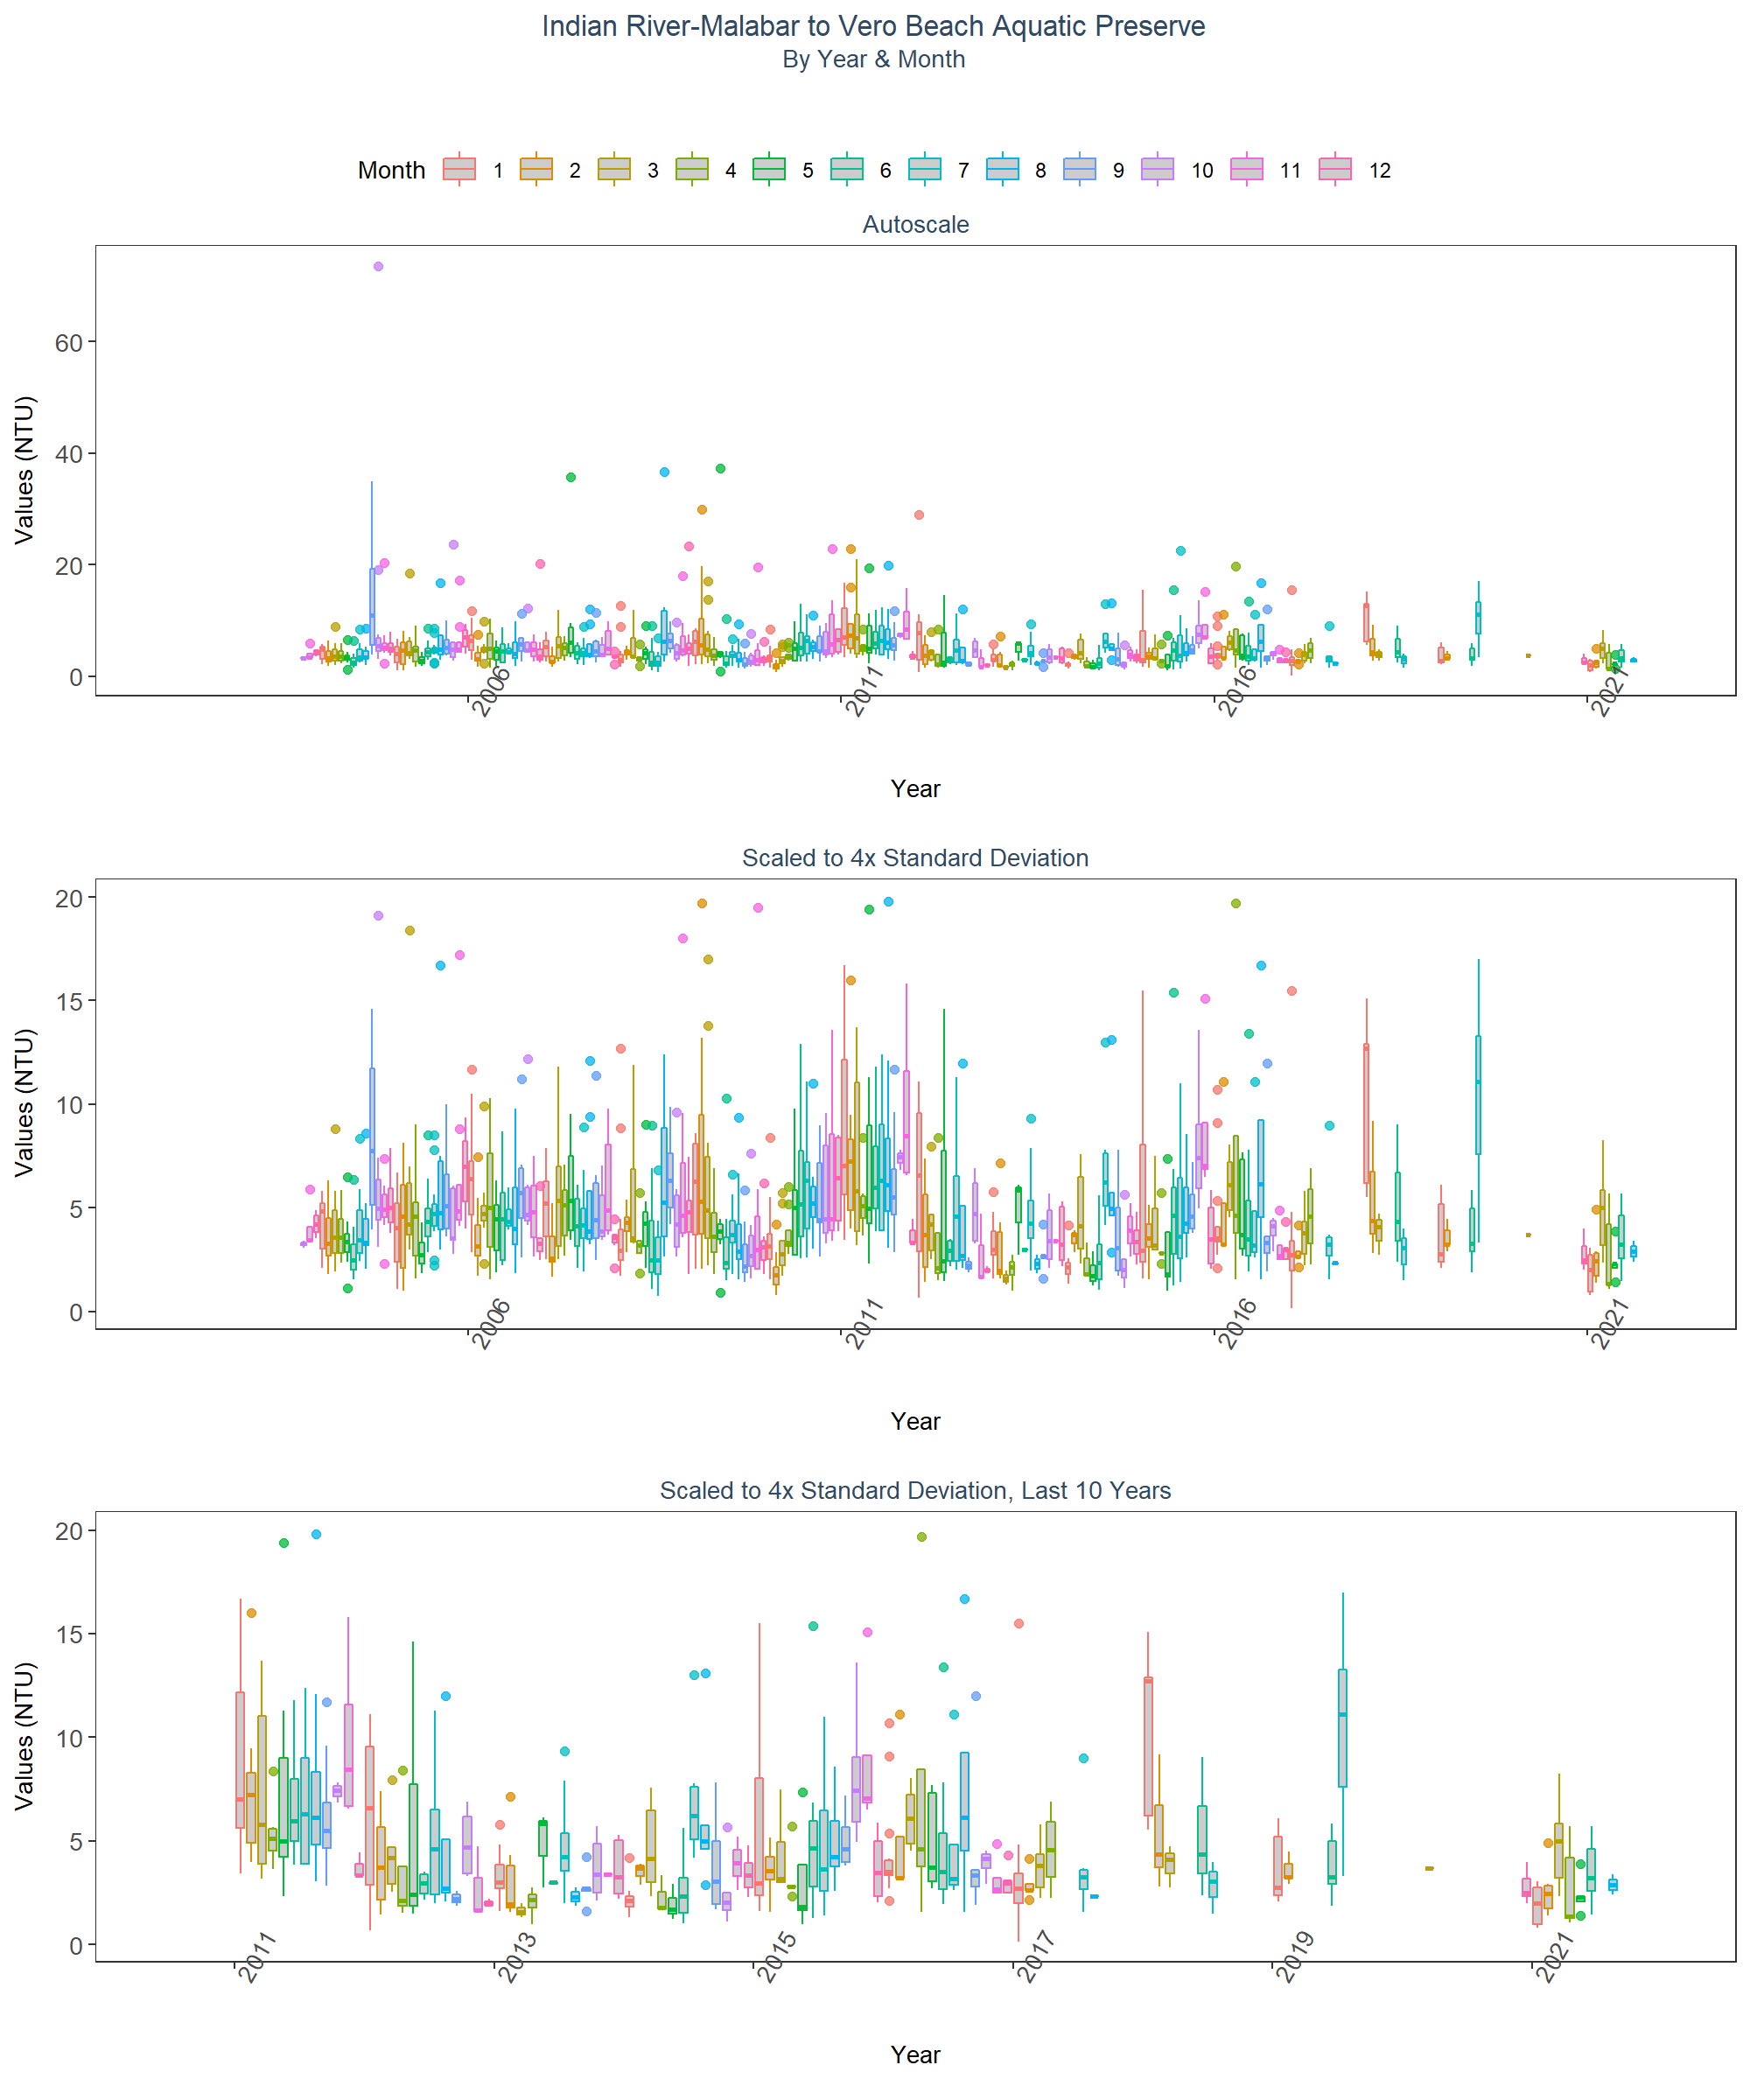 Indian River-Malabar to Vero Beach Aquatic Preserve
By Year & Month
Month 1 2 3 4 5 6 7 8 9 10 11 12
Autoscale
Values (NTU)
60
40
20
0
2006 2011 2016 2021
Year
Scaled to 4x Standard Deviation
Values (NTU)
20
15
10
5
0
2006 2011 2016 2021
Year
Scaled to 4x Standard Deviation, Last 10 Years
Values (NTU)
20
15
10
5
0
2011 2013 2015 2017 2019 2021
Year